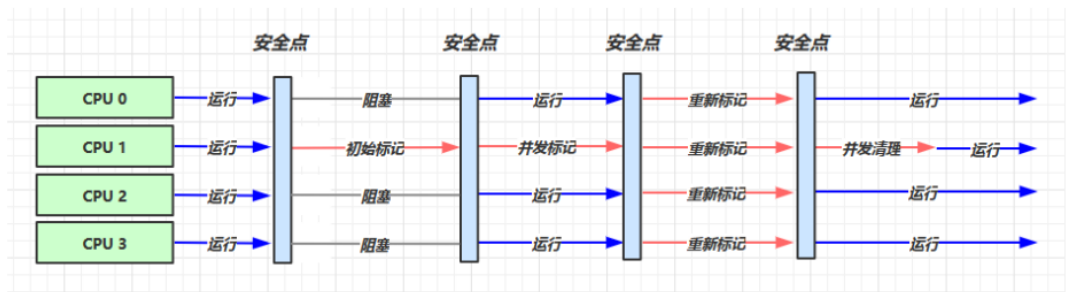 安全点 安全点 安全点 安全点
CPU 0 运行 阻塞 运行 重新标记 运行
CPU 1 运行 初始标记 并发标记 重新标记 并发清理 运行
CPU 2 运行 阻塞 运行 重新标记 运行
CPU 3 运行 阻塞 运行 重新标记 运行